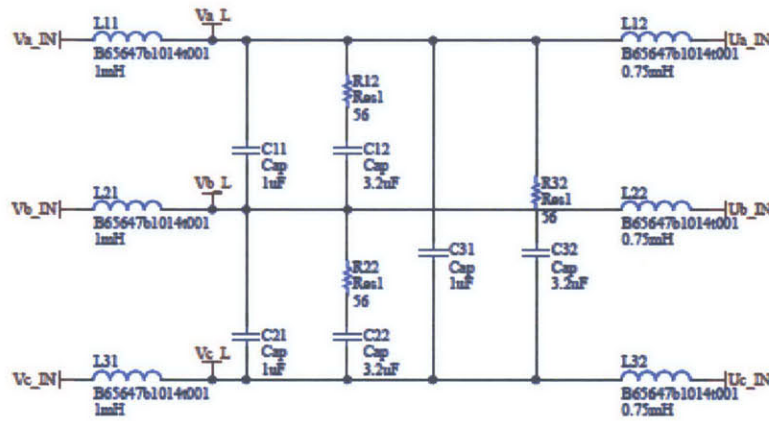 L11
Va_L
L12
Va_IN
Ua_IN
B65647b1014t001
1mH
B65647b1014t001
0.75mH
R12
Res1
56
C11
Cap
1uF
C12
Cap
3.2uF
L21
Vb_L
R32
Res1
56
L22
Vb_IN
Ub_IN
B65647b1014t001
1mH
B65647b1014t001
0.75mH
R22
Res1
56
C31
Cap
1uF
C32
Cap
3.2uF
C21
Cap
1uF
C22
Cap
3.2uF
L31
Vc_L
L32
Vc_IN
Uc_IN
B65647b1014t001
1mH
B65647b1014t001
0.75mH